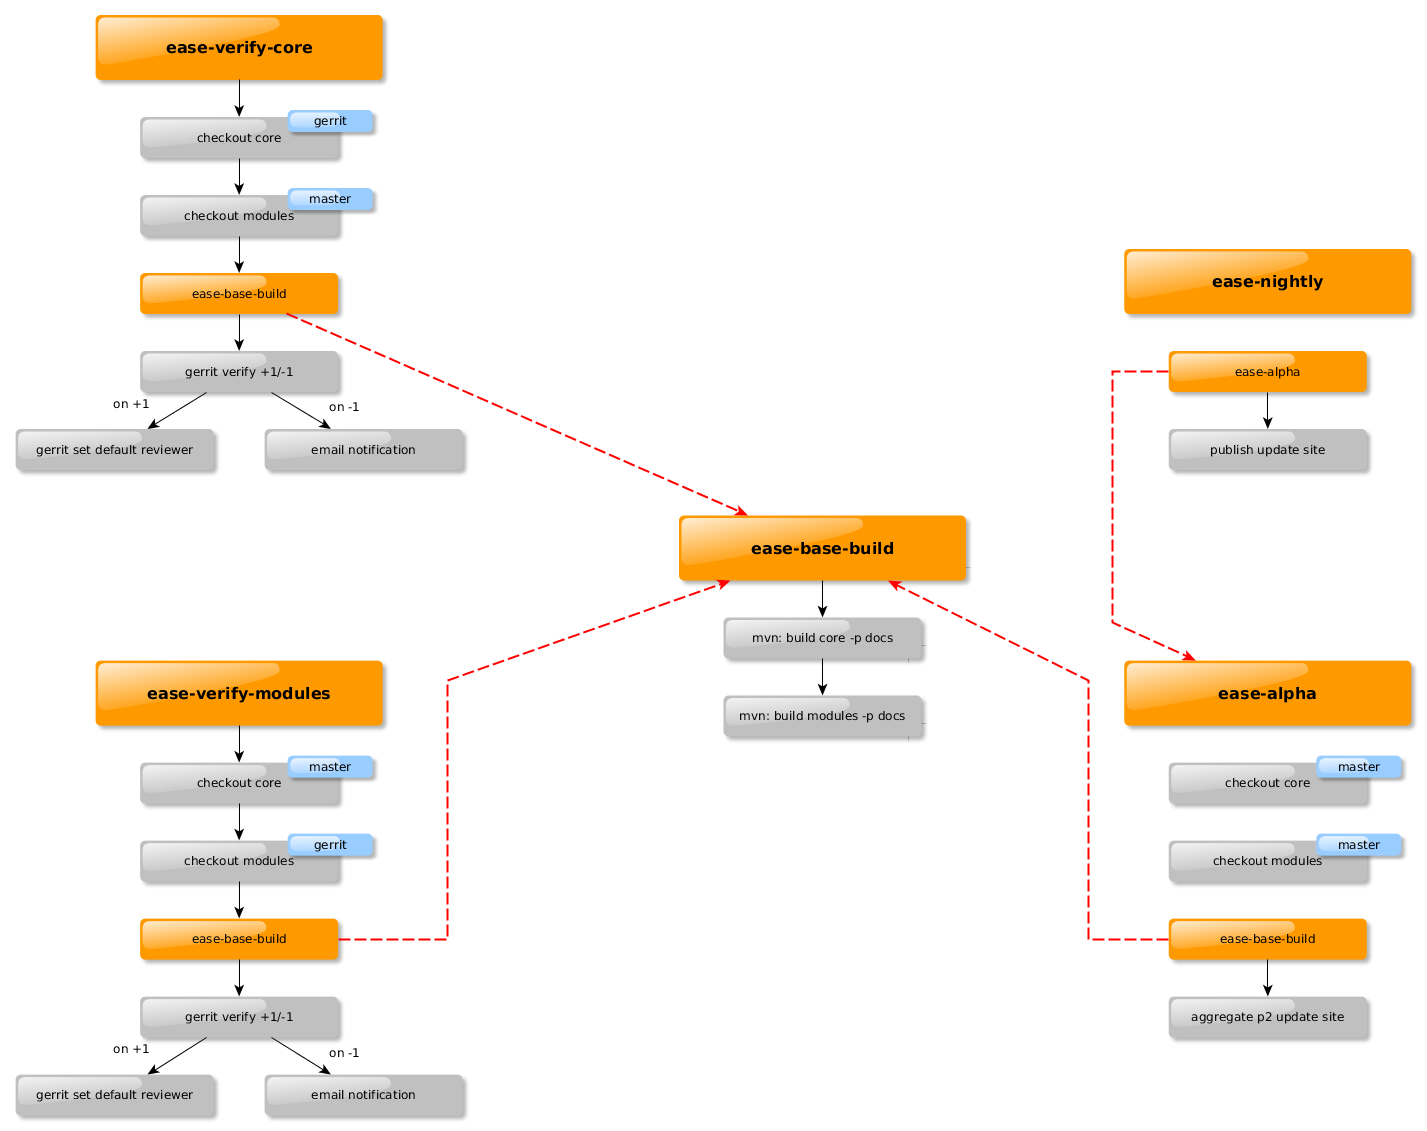 ease-verify-core
gerrit
checkout core
master
checkout modules
ease-base-build
gerrit verify +1/-1
on +1
on -1
gerrit set default reviewer
email notification
ease-nightly
ease-alpha
publish update site
ease-base-build
mvn: build core -p docs
mvn: build modules -p docs
ease-verify-modules
master
checkout core
gerrit
checkout modules
ease-base-build
gerrit verify +1/-1
on +1
on -1
gerrit set default reviewer
email notification
ease-alpha
master
checkout core
master
checkout modules
ease-base-build
aggregate p2 update site